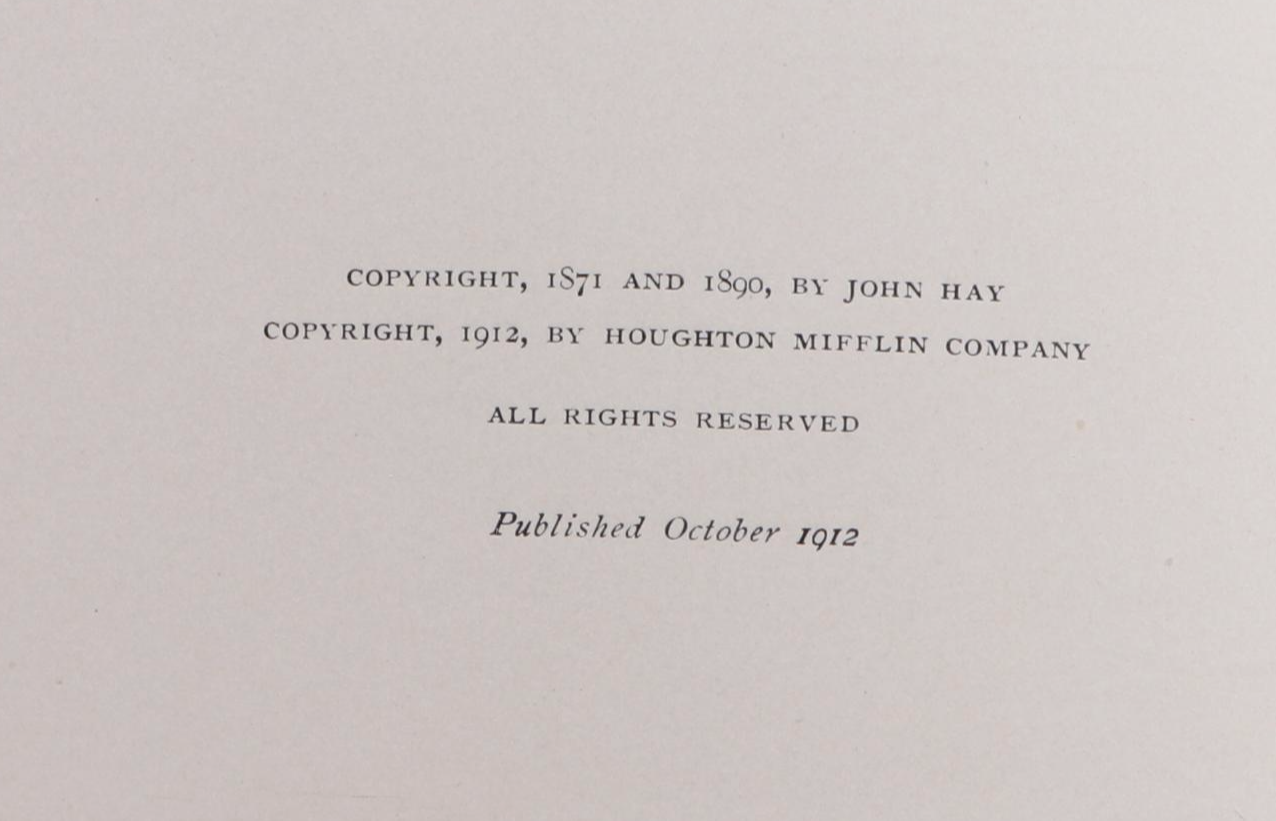 COPYRIGHT, 1871 AND 1890, BY JOHN HAY
COPYRIGHT, 1912, BY HOUGHTON MIFFLIN COMPANY
ALL RIGHTS RESERVED
Published October 1912